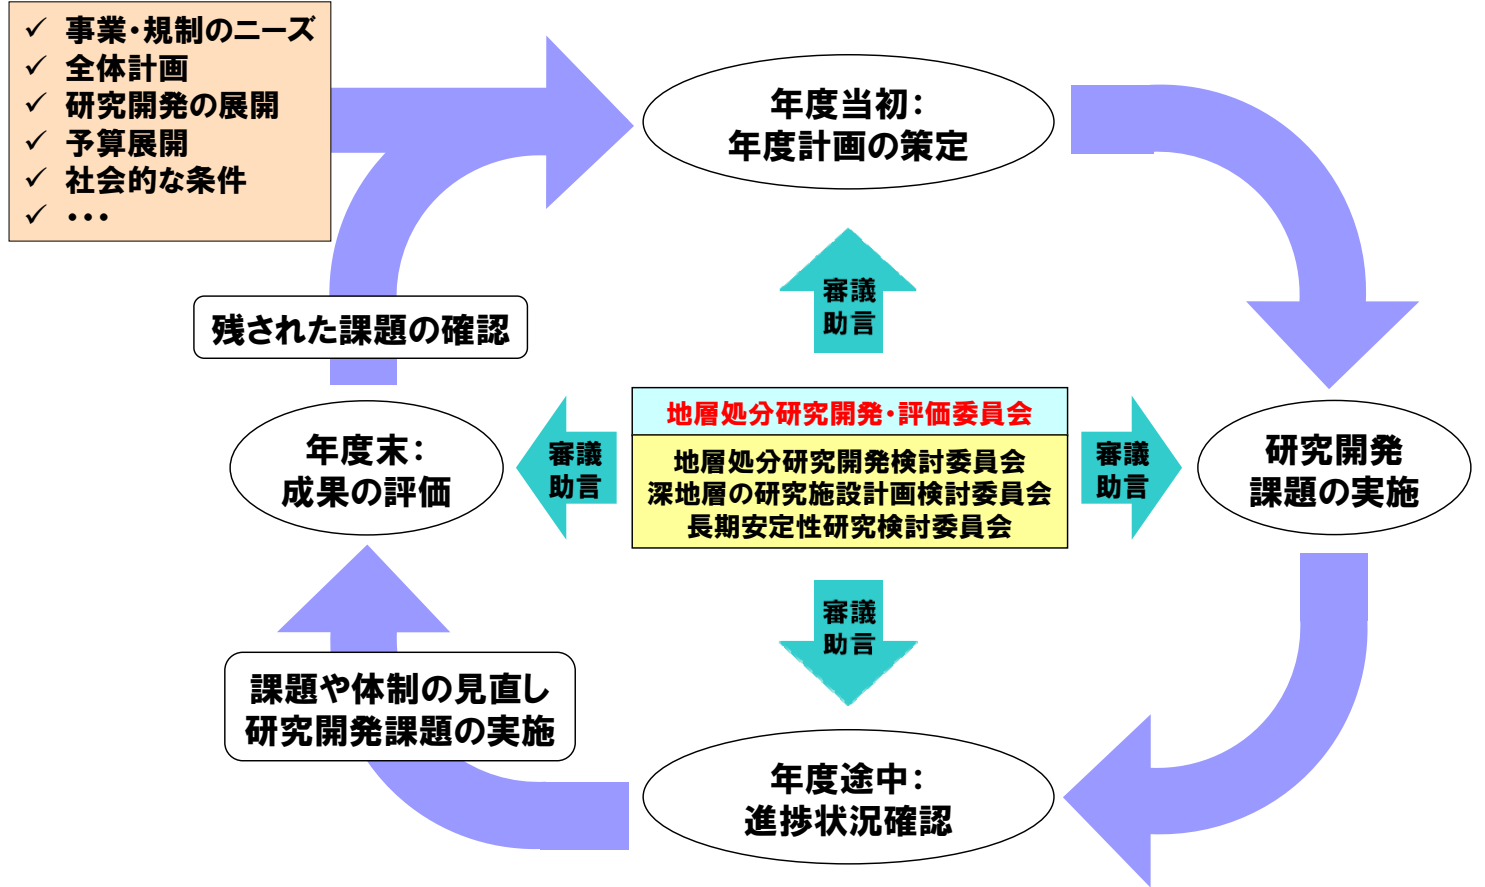 ✓ 事業・規制のニーズ
✓ 全体計画
✓ 研究開発の展開
✓ 予算展開
✓ 社会的な条件
✓ ・・・
年度当初：
年度計画の策定
審議
助言
残された課題の確認
地層処分研究開発・評価委員会
地層処分研究開発検討委員会
深地層の研究施設計画検討委員会
長期安定性研究検討委員会
年度末：
成果の評価
審議
助言
審議
助言
研究開発
課題の実施
審議
助言
課題や体制の見直し
研究開発課題の実施
年度途中：
進捗状況確認